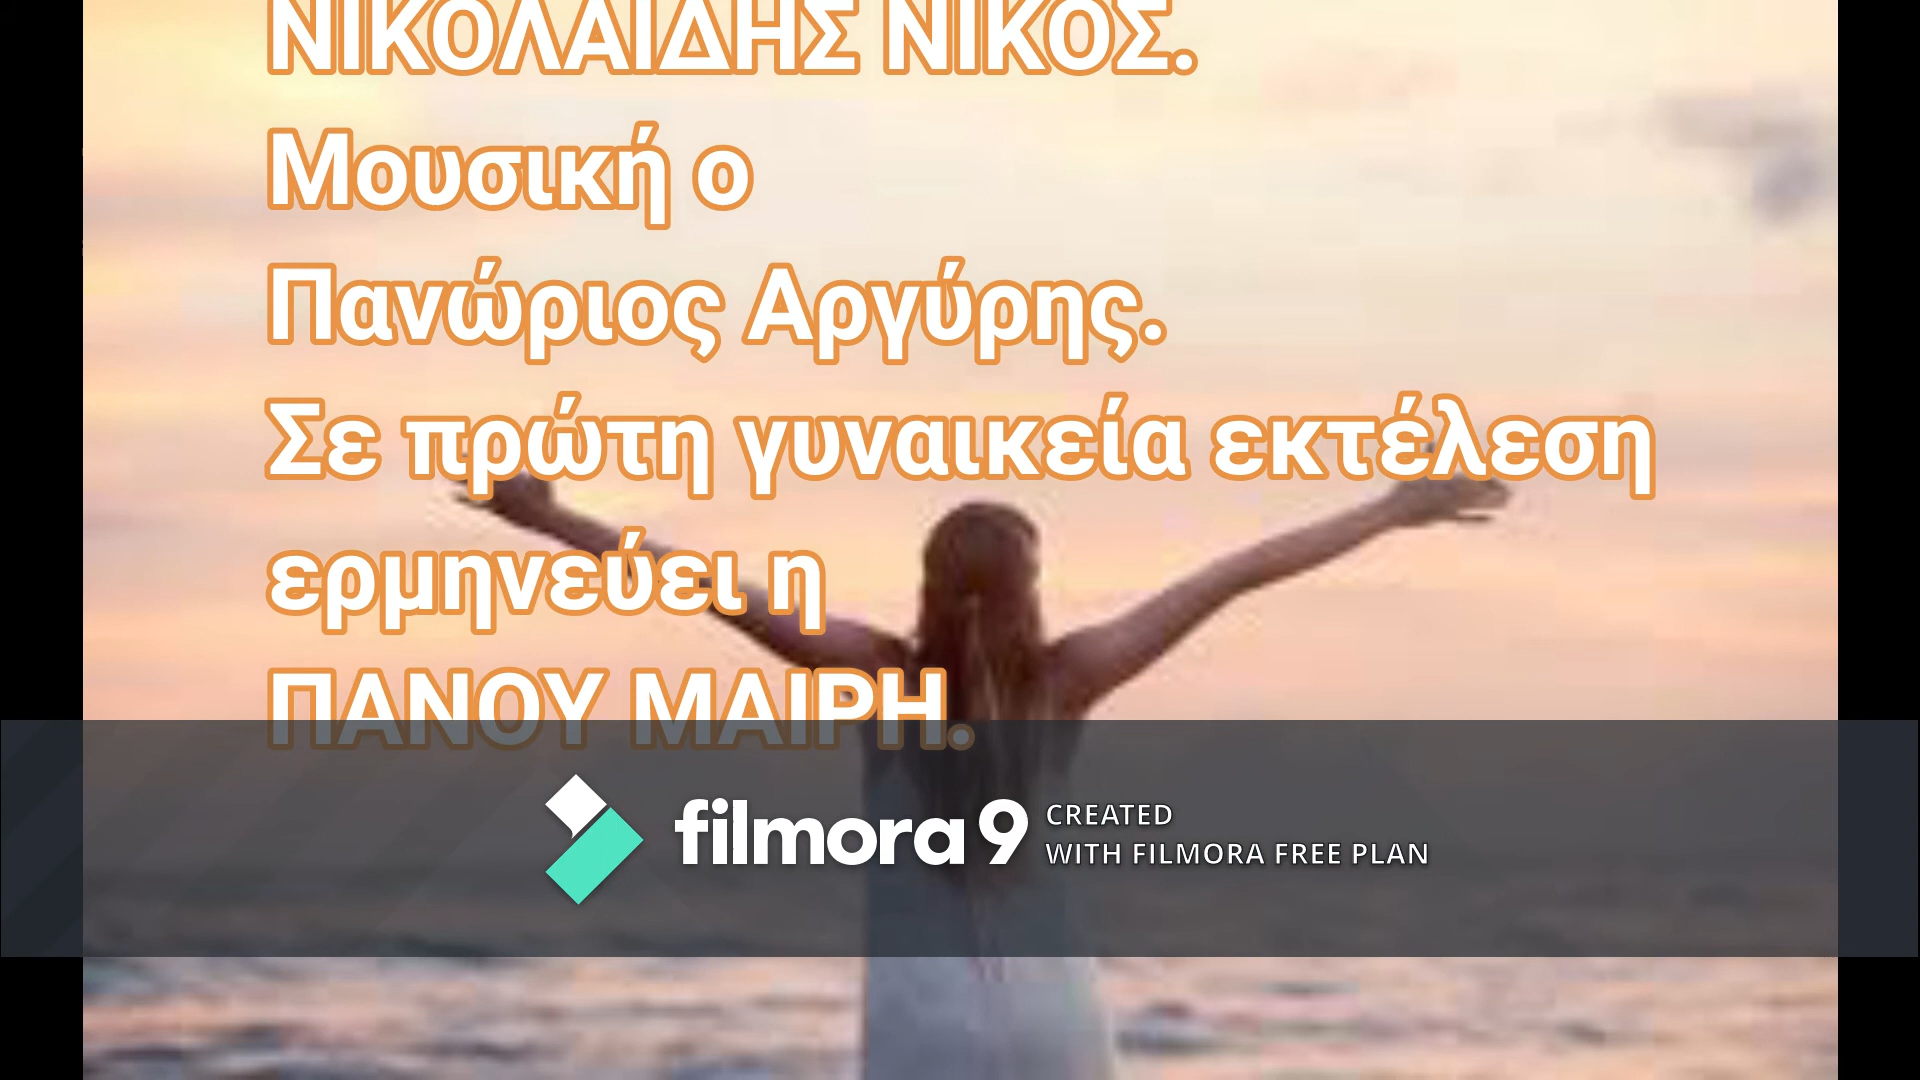 ΝΙΚΟΛΑΙΔΗΣ ΝΙΚΟΣ.
Μουσική ο
Πανώριος Αργύρης.
Σε πρώτη γυναικεία εκτέλεση
ερμηνεύει η
ΠΑΝΟΥ ΜΑΙΡΗ.
filmora 9 CREATED
WITH FILMORA FREE PLAN